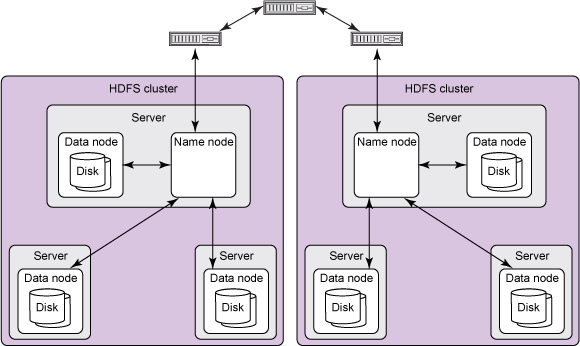 HDFS cluster
Server
Data node
Disk
Name node
Server
Data node
Disk
Server
Data node
Disk
HDFS cluster
Server
Name node
Data node
Disk
Server
Data node
Disk
Server
Data node
Disk